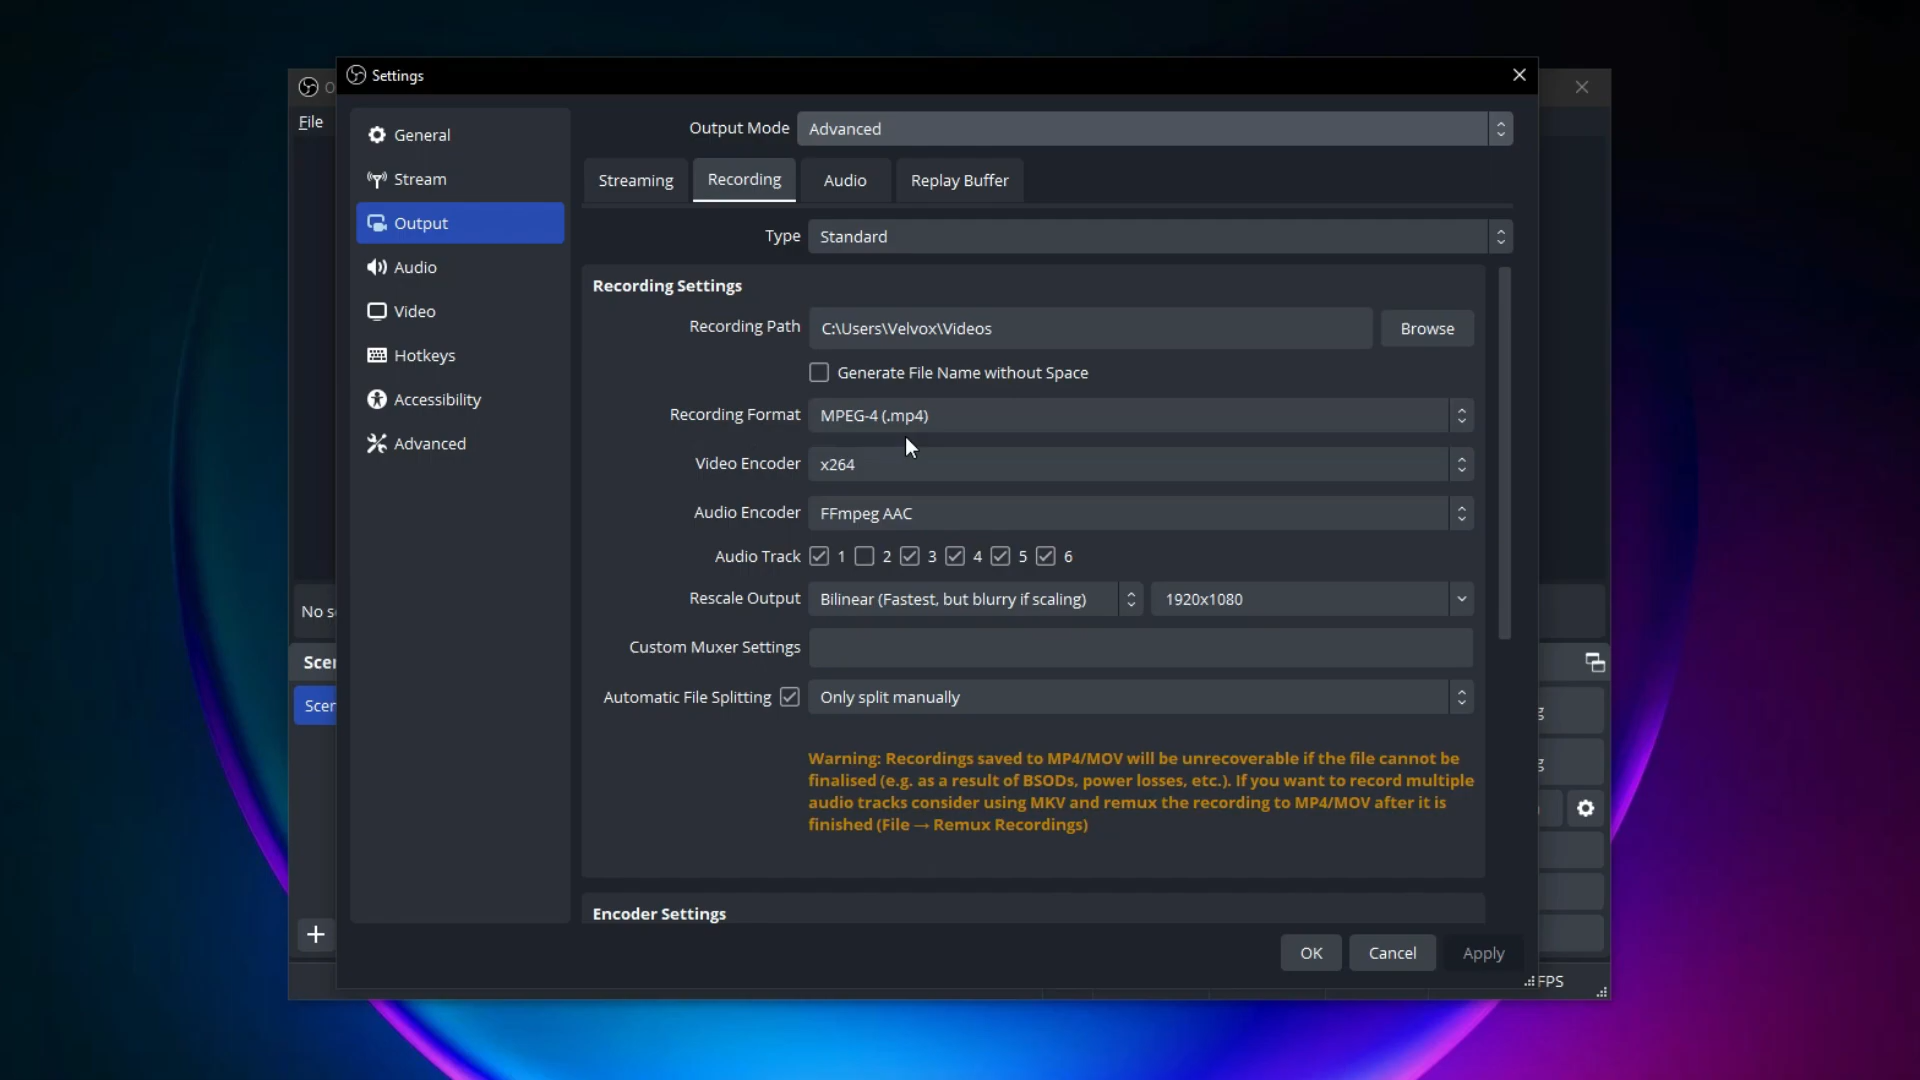 Settings
O
File
General
Stream
Output
Audio
Video
Hotkeys
Accessibility
Advanced
Output Mode Advanced
Streaming Recording Audio Replay Buffer
Type Standard
Recording Settings
Recording Path C:\Users\Velvox\Videos Browse
Generate File Name without Space
Recording Format MPEG-4 (.mp4)
Video Encoder x264
Audio Encoder FFmpeg AAC
Audio Track 1 2 3 4 5 6
Rescale Output Bilinear (Fastest, but blurry if scaling) 1920x1080
Custom Muxer Settings
Automatic File Splitting Only split manually
Warning: Recordings saved to MP4/MOV will be unrecoverable if the file cannot be
finalised (e.g. as a result of BSODs, power losses, etc.). If you want to record multiple
audio tracks consider using MKV and remux the recording to MP4/MOV after it is
finished (File → Remux Recordings)
Encoder Settings
OK Cancel Apply
No s
Scer
Scer
g
g
FPS